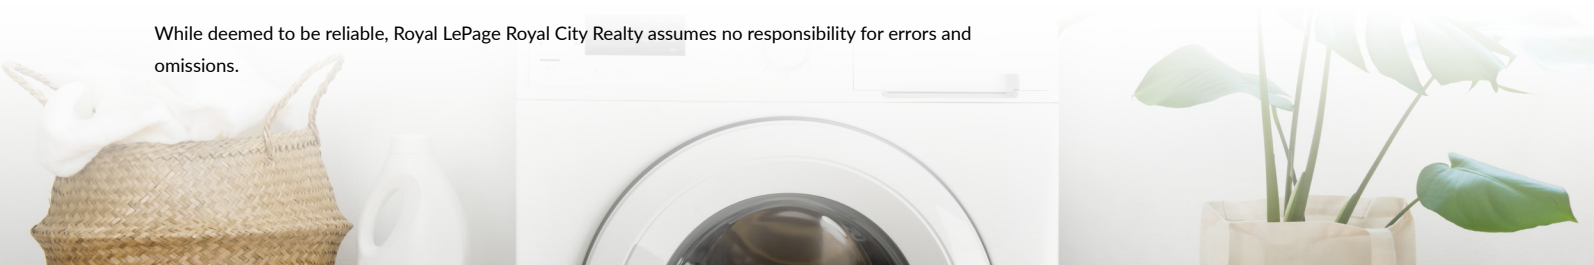 While deemed to be reliable, Royal LePage Royal City Realty assumes no responsibility for errors and
omissions.